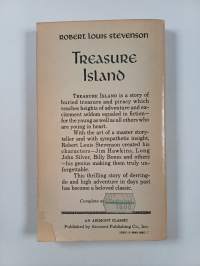 ROBERT LOUIS STEVENSON
TREASURE
ISLAND
TREASURE ISLAND is a story of
buried treasure and piracy which
reaches heights of adventure and ex-
citement seldom equaled in fiction—
for the young as well as all others who
are young in heart.
With the art of a master story-
teller and with sympathetic insight,
Robert Louis Stevenson created his
characters—Jim Hawkins, Long
John Silver, Billy Bones and others
—his genius making them truly un-
forgettable.
This thrilling story of derring-
do and high adventure in days past
has become a beloved classic.
Complete
AN AIRMONT CLASSIC
Published by Airmont Publishing Co., Inc.